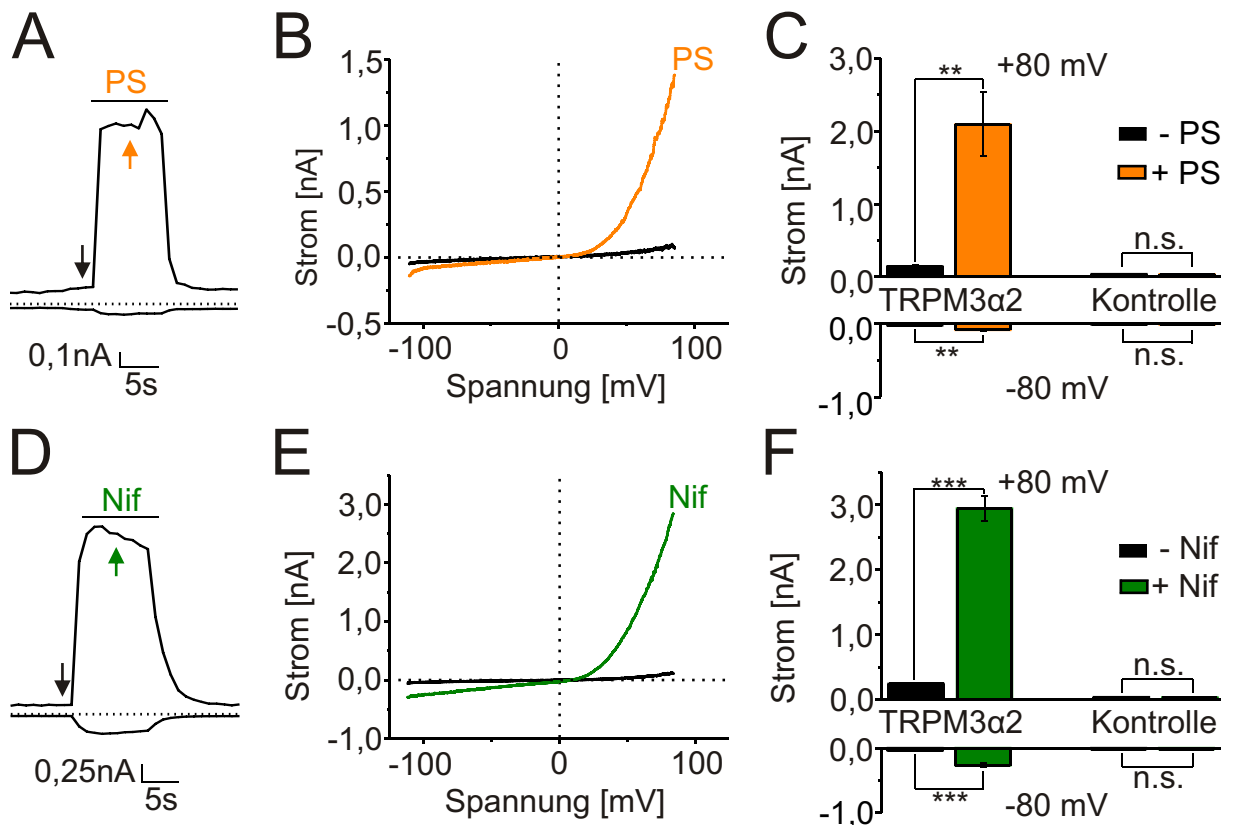 A
PS
0,1nA
5s
B
1,5
1,0
0,5
0,0
-0,5
Strom [nA]
PS
-100
0
100
Spannung [mV]
C
3,0
2.0
1,0
0,0
Strom [nA]
**
+80 mV
- PS
+ PS
n.s.
TRPM3α2
Kontrolle
0,0
-1,0
**
n.s.
-80 mV
D
Nif
0,25nA
5s
E
3,0
2,0
1,0
0,0
-1,0
Strom [nA]
Nif
-100
0
100
Spannung [mV]
F
3,0
2,0
1,0
0,0
Strom [nA]
***
+80 mV
- Nif
+ Nif
n.s.
TRPM3α2
Kontrolle
0,0
-1,0
***
n.s.
-80 mV